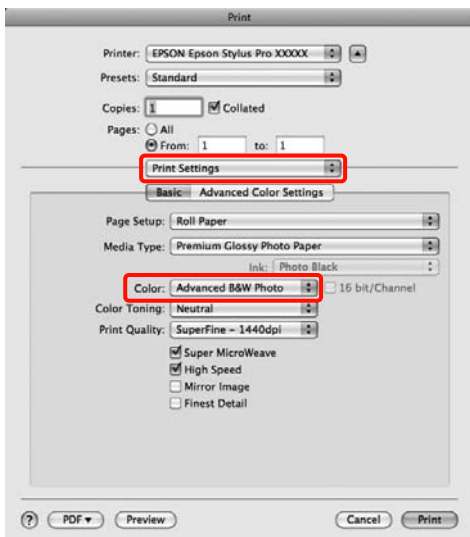 Print
Printer: EPSON Epson Stylus Pro XXXXX
Presets: Standard
Copies: 1 Collated
Pages: All
From: 1 to: 1
Print Settings
Basic Advanced Color Settings
Page Setup: Roll Paper
Media Type: Premium Glossy Photo Paper
Ink: Photo Black
Color: Advanced B&W Photo 16 bit/Channel
Color Toning: Neutral
Print Quality: SuperFine - 1440dpi
Super MicroWeave
High Speed
Mirror Image
Finest Detail
? PDF Preview Cancel Print